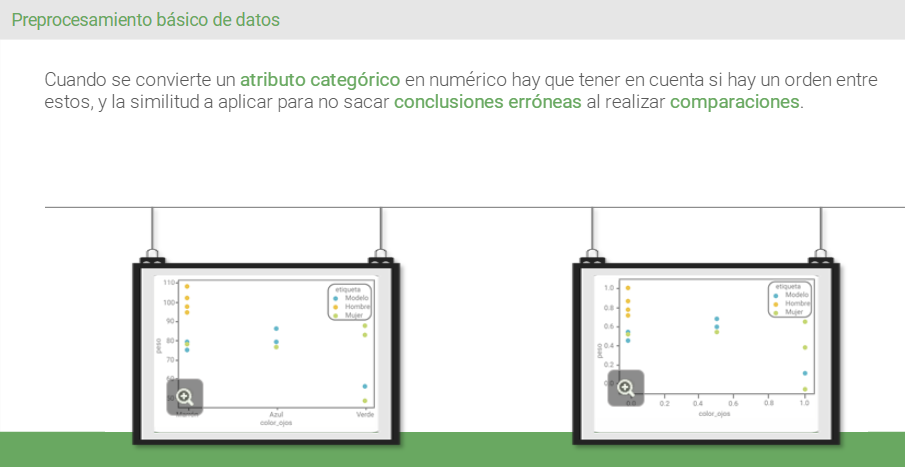 Preprocesamiento básico de datos
Cuando se convierte un atributo categórico en numérico hay que tener en cuenta si hay un orden entre
estos, y la similitud a aplicar para no sacar conclusiones erróneas al realizar comparaciones.
etiqueta
Modelo
Hombre
Mujer
110
100
90
80
70
peso
Azul
Verde
color_ojos
etiqueta
Modelo
Hombre
Mujer
1.0
0.8
0.6
0.4
0.2
peso
0.2
0.4
0.6
0.8
1.0
color_ojos